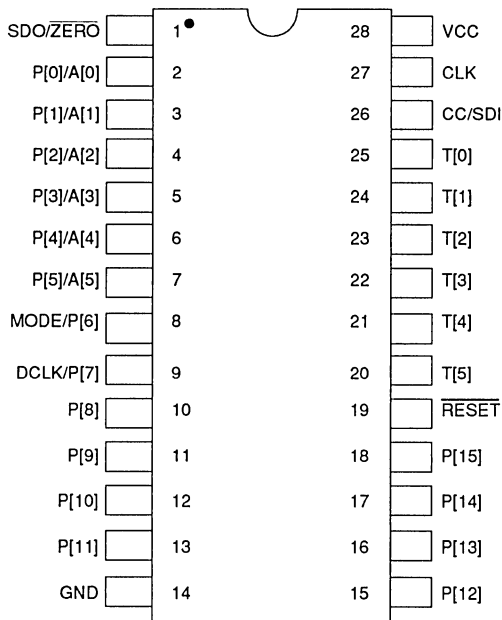 SDO/ZERO 1 28 VCC
P[0]/A[0] 2 27 CLK
P[1]/A[1] 3 26 CC/SDI
P[2]/A[2] 4 25 T[0]
P[3]/A[3] 5 24 T[1]
P[4]/A[4] 6 23 T[2]
P[5]/A[5] 7 22 T[3]
MODE/P[6] 8 21 T[4]
DCLK/P[7] 9 20 T[5]
P[8] 10 19 RESET
P[9] 11 18 P[15]
P[10] 12 17 P[14]
P[11] 13 16 P[13]
GND 14 15 P[12]